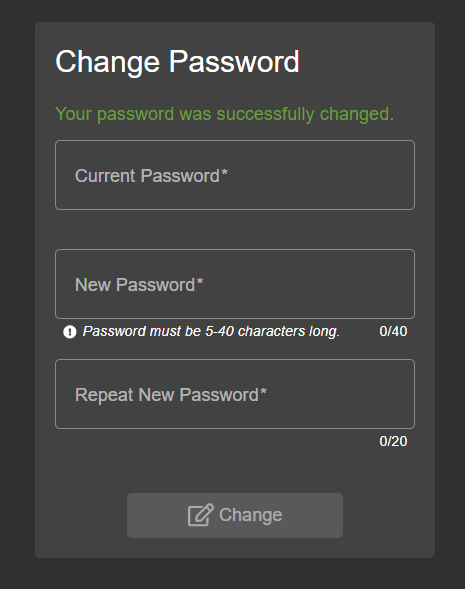 Change Password
Your password was successfully changed.
Current Password*
New Password*
Password must be 5-40 characters long. 0/40
Repeat New Password*
0/20
Change